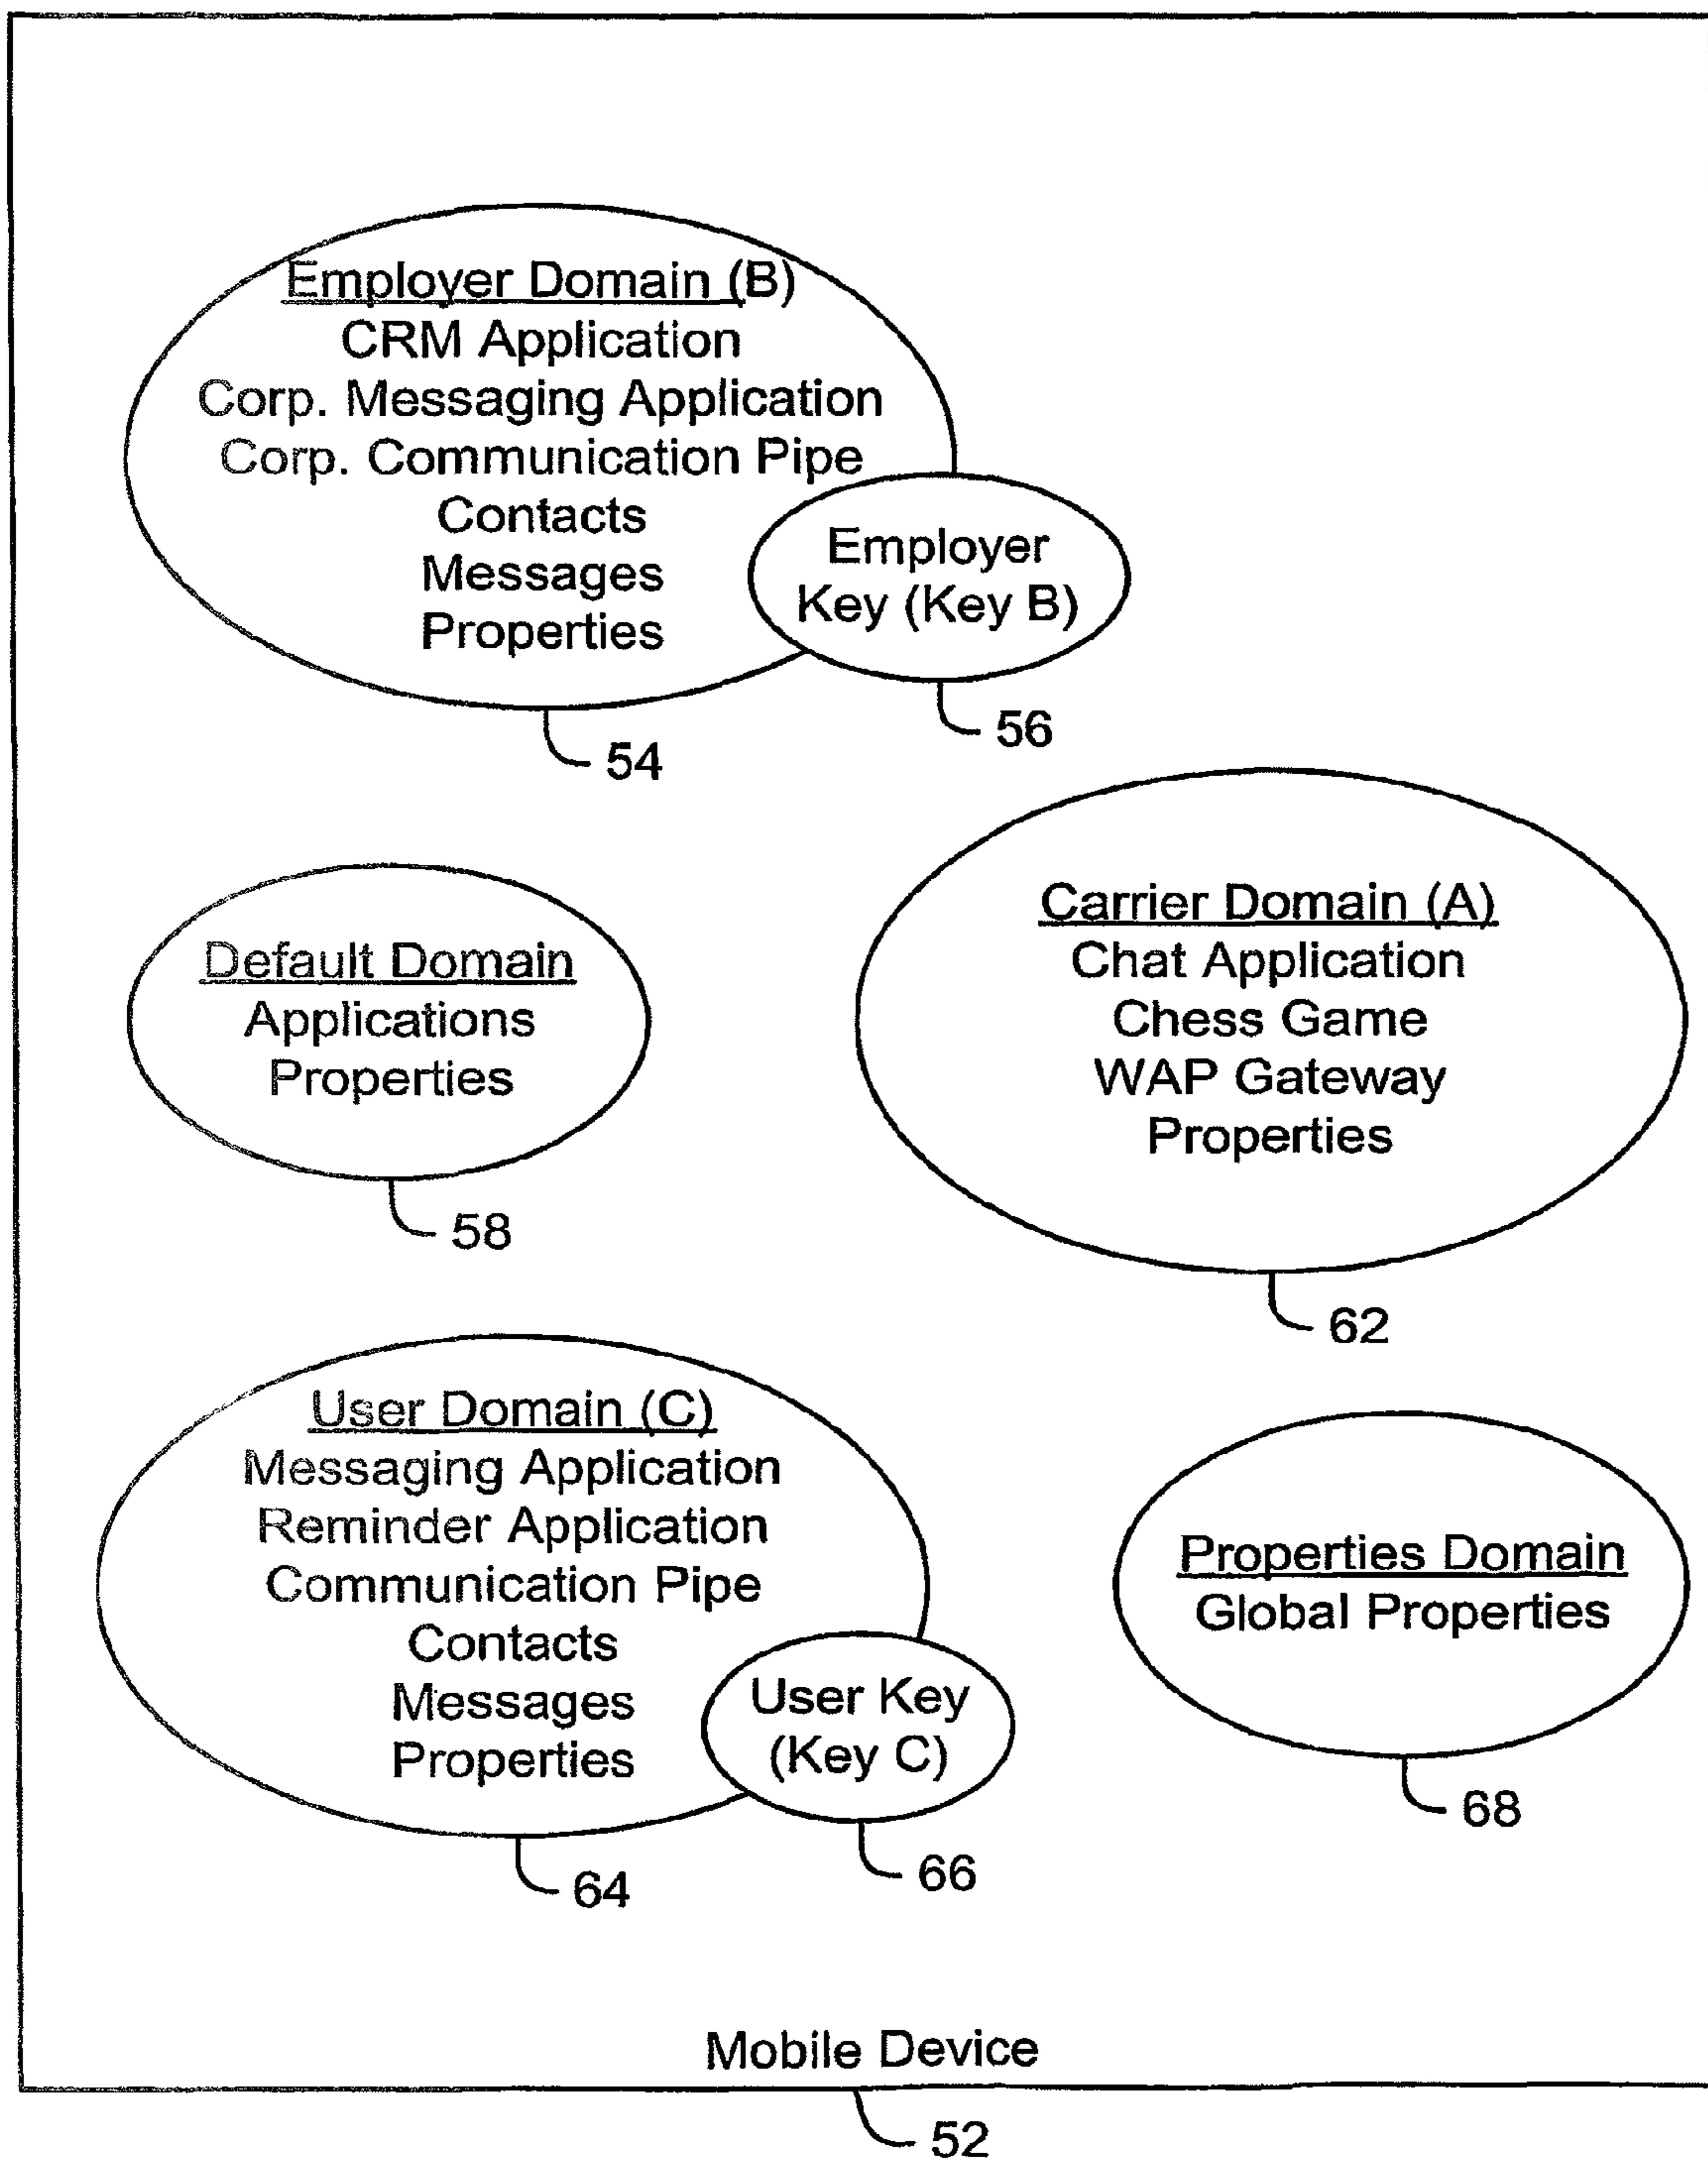 Employer Domain (B)
CRM Application
Corp. Messaging Application
Corp. Communication Pipe
Contacts
Messages
Properties
Employer
Key (Key B)
56
54
Default Domain
Applications
Properties
58
Carrier Domain (A)
Chat Application
Chess Game
WAP Gateway
Properties
62
User Domain (C)
Messaging Application
Reminder Application
Communication Pipe
Contacts
Messages
Properties
User Key
(Key C)
66
64
Properties Domain
Global Properties
68
Mobile Device
52